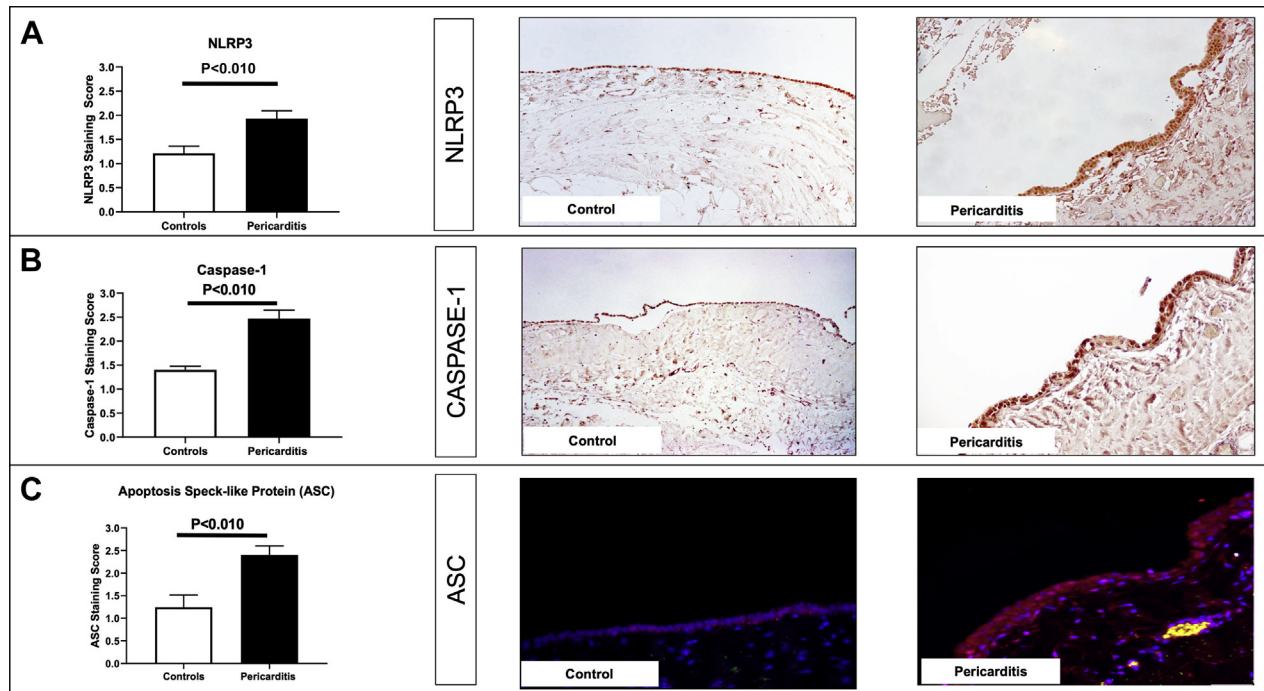 A
NLRP3
P<0.010
NLRP3 Staining Score
3.0
2.5
2.0
1.5
1.0
0.5
0.0
Controls Pericarditis
NLRP3
Control
Pericarditis
B
Caspase-1
P<0.010
Caspase-1 Staining Score
3.0
2.5
2.0
1.5
1.0
0.5
0.0
Controls Pericarditis
CASPASE-1
Control
Pericarditis
C
Apoptosis Speck-like Protein (ASC)
P<0.010
ASC Staining Score
3.0
2.5
2.0
1.5
1.0
0.5
0.0
Controls Pericarditis
ASC
Control
Pericarditis